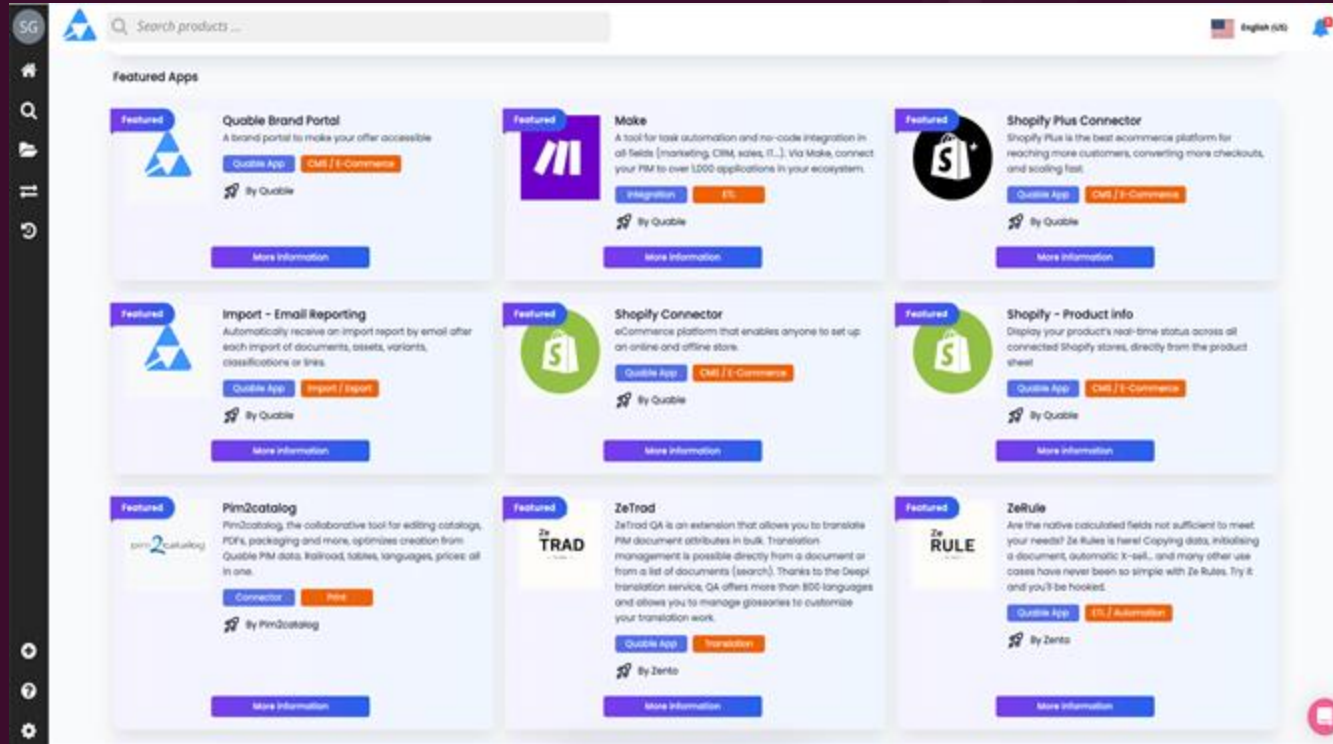 SG
Search products ...
English (US)
Featured Apps
Featured
Quable Brand Portal
A brand portal to make your offer accessible
Quable App
CMS / E-Commerce
By Quable
More information
Featured
Make
A tool for task automation and no-code integration in
all fields (marketing, CRM, sales, IT...). Via Make, connect
your PIM to over 1,000 applications in your ecosystem.
Integration
ETL
By Quable
More information
Featured
Shopify Plus Connector
Shopify Plus is the best ecommerce platform for
reaching more customers, converting more checkouts,
and scaling fast.
Quable App
CMS / E-Commerce
By Quable
More information
Featured
Import - Email Reporting
Automatically receive an import report by email after
each import of documents, assets, variants,
classifications or links.
Quable App
Import / Export
By Quable
More information
Featured
Shopify Connector
eCommerce platform that enables anyone to set up
an online and offline store.
Quable App
CMS / E-Commerce
By Quable
More information
Featured
Shopify - Product info
Display your product's real-time status across all
connected Shopify stores, directly from the product
sheet
Quable App
CMS / E-Commerce
By Quable
More information
Featured
pim2catalog
Pim2catalog
Pim2catalog, the collaborative tool for editing catalogs,
PDFs, packaging and more, optimizes creation from
Quable PIM data. Railroad, tables, languages, prices: all
in one.
Connector
Print
By Pim2catalog
More information
Featured
Ze
TRAD
ZeTrad
ZeTrad QA is an extension that allows you to translate
PIM document attributes in bulk. Translation
management is possible directly from a document or
from a list of documents (search). Thanks to the Deepl
translation service, QA offers more than 800 languages
and allows you to manage glossaries to customize
your translation work.
Quable App
Translation
By Zento
More information
Featured
Ze
RULE
ZeRule
Are the native calculated fields not sufficient to meet
your needs? Ze Rules is here! Copying data, initialising
a document, automatic X-sell... and many other use
cases have never been so simple with Ze Rules. Try it
and you'll be hooked.
Quable App
ETL / Automation
By Zento
More information